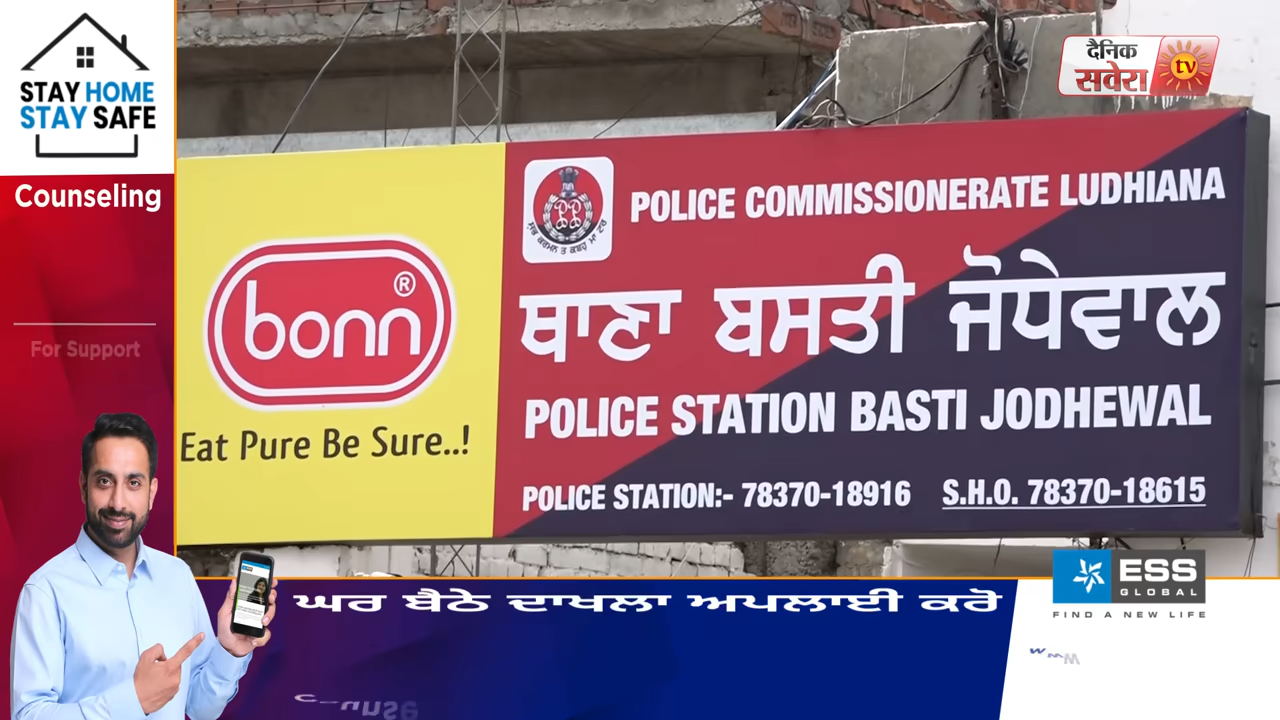 STAY HOME
STAY SAFE
Counseling
For Support
दैनिक
सवेरा
tv
bonn®
Eat Pure Be Sure..!
POLICE COMMISSIONERATE LUDHIANA
ਥਾਣਾ ਬਸਤੀ ਜੋਧੇਵਾਲ
POLICE STATION BASTI JODHEWAL
POLICE STATION:- 78370-18916 S.H.O. 78370-18615
ਘਰ ਬੈਠੇ ਦਾਖਲਾ ਅਪਲਾਈ ਕਰੋ
ESS
GLOBAL
FIND A NEW LIFE